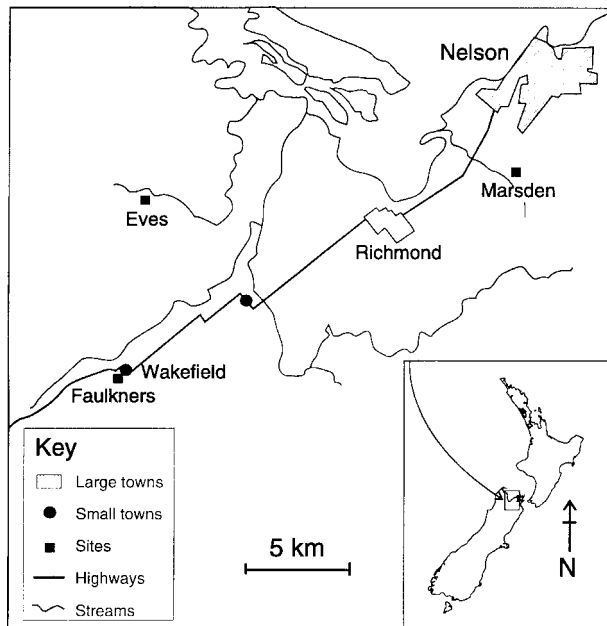 Nelson
Marsden
Eves
Richmond
Wakefield
Faulkners
Key
Large towns
Small towns
Sites
Highways
Streams
5 km
N